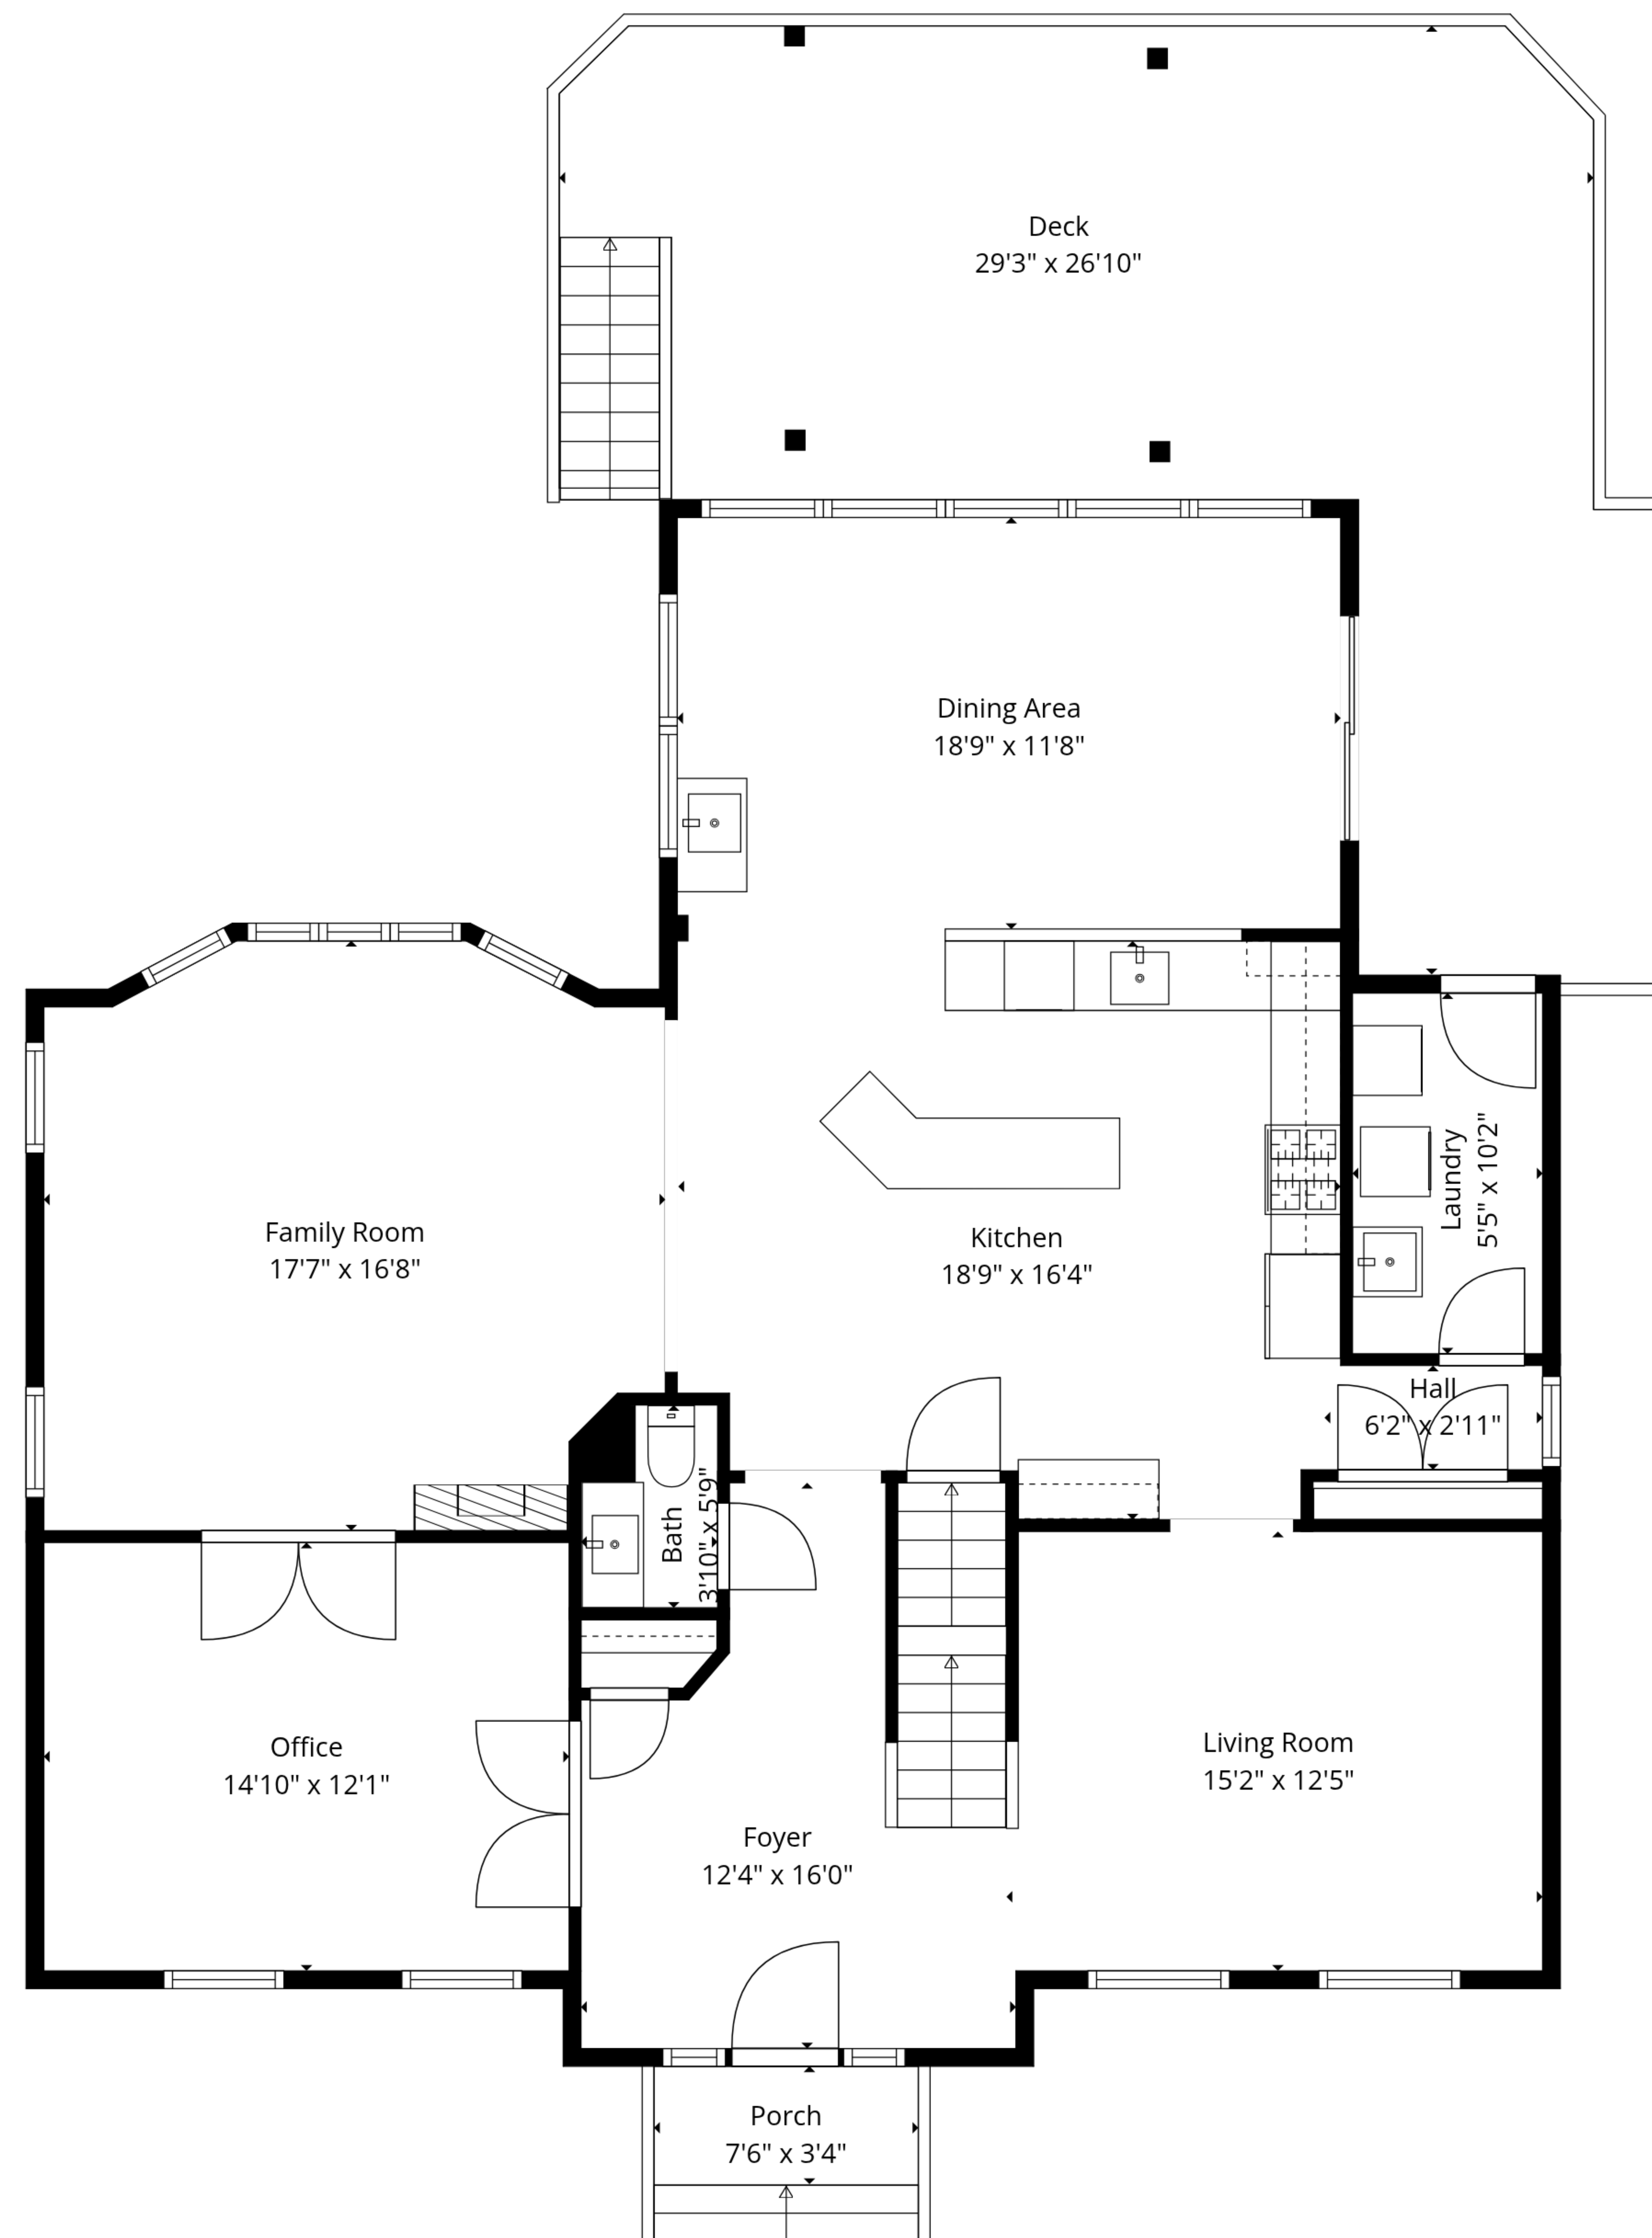 Deck
29'3" x 26'10"
Dining Area
18'9" x 11'8"
Family Room
17'7" x 16'8"
Kitchen
18'9" x 16'4"
Laundry
5'5" x 10'2"
Hall
6'2" x 2'11"
Bath
3'10" x 5'9"
Office
14'10" x 12'1"
Living Room
15'2" x 12'5"
Foyer
12'4" x 16'0"
Porch
7'6" x 3'4"